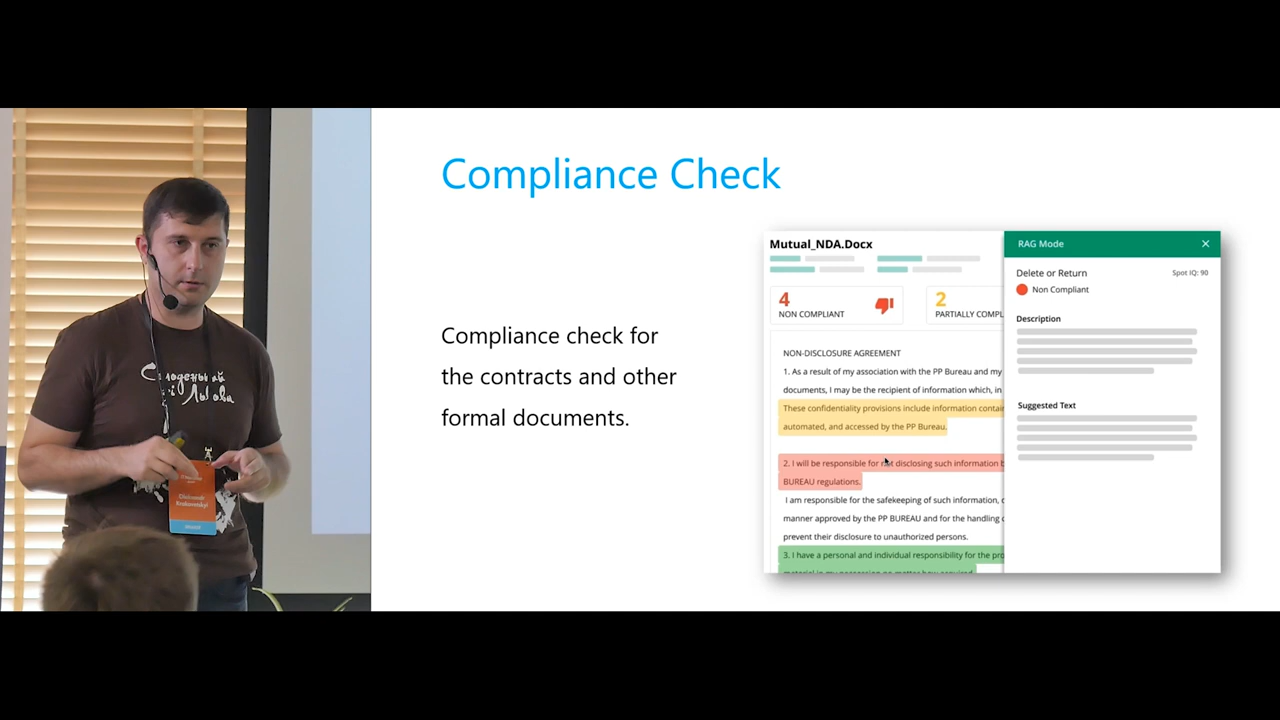 Compliance Check
Compliance check for
the contracts and other
formal documents.
Mutual_NDA.Docx
4
NON COMPLIANT
2
PARTIALLY COMPL
NON-DISCLOSURE AGREEMENT
1. As a result of my association with the PP Bureau and my
documents, I may be the recipient of information which, in
These confidentiality provisions include information contai
automated, and accessed by the PP Bureau.
2. I will be responsible for not disclosing such information b
BUREAU regulations.
I am responsible for the safekeeping of such information,
manner approved by the PP BUREAU and for the handling
prevent their disclosure to unauthorized persons.
3. I have a personal and individual responsibility for the pro
RAG Mode
Delete or Return
Spot IQ: 90
Non Compliant
Description
Suggested Text
Oleksandr
Krakovetskyi